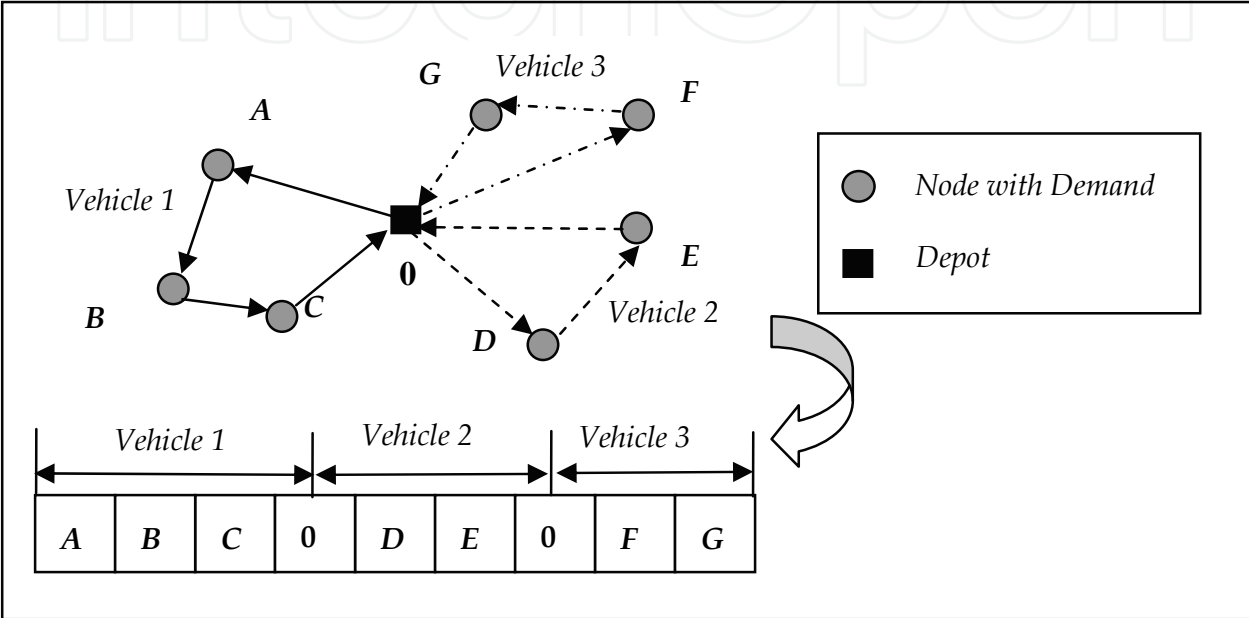 G
Vehicle 3
F
A
Vehicle 1
Node with Demand
E
0
Depot
C
B
Vehicle 2
D
Vehicle 1
Vehicle 2
Vehicle 3
A B C 0 D E 0 F G